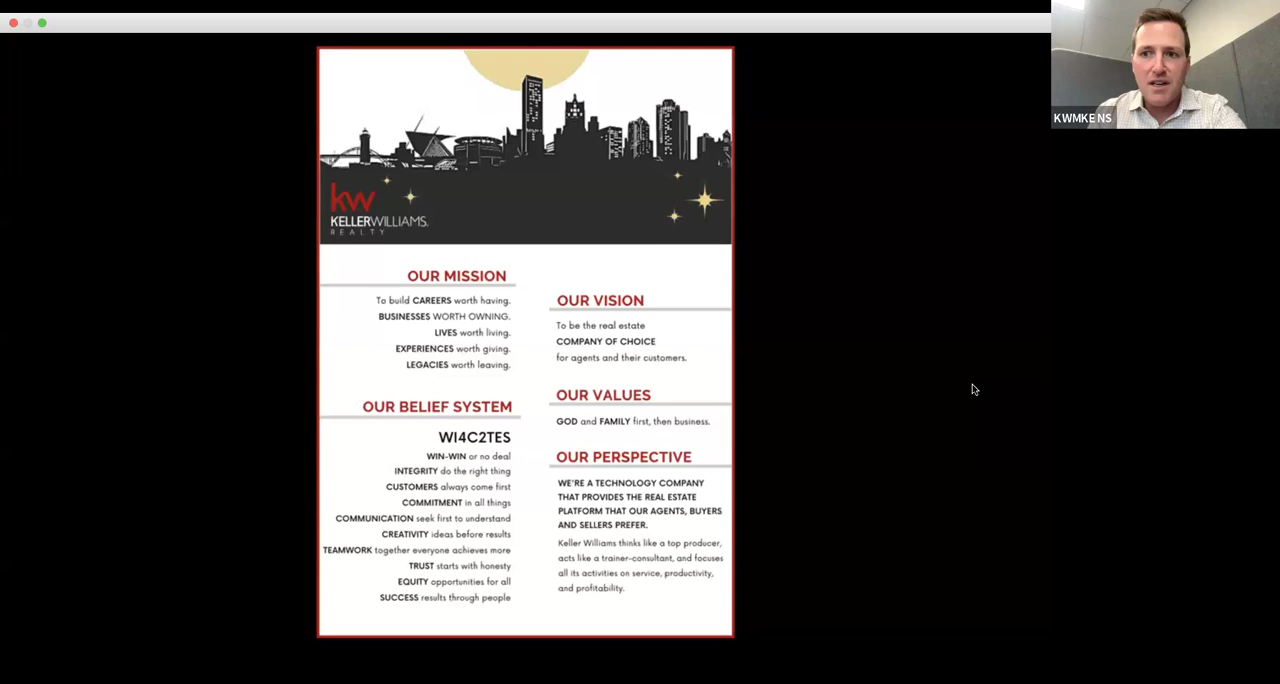 KWMKE NS
kw
KELLERWILLIAMS.
REALTY
OUR MISSION
To build CAREERS worth having.
BUSINESSES WORTH OWNING.
LIVES worth living.
EXPERIENCES worth giving.
LEGACIES worth leaving.
OUR BELIEF SYSTEM
WI4C2TES
WIN-WIN or no deal
INTEGRITY do the right thing
CUSTOMERS always come first
COMMITMENT in all things
COMMUNICATION seek first to understand
CREATIVITY ideas before results
TEAMWORK together everyone achieves more
TRUST starts with honesty
EQUITY opportunities for all
SUCCESS results through people
OUR VISION
To be the real estate
COMPANY OF CHOICE
for agents and their customers.
OUR VALUES
GOD and FAMILY first, then business.
OUR PERSPECTIVE
WE'RE A TECHNOLOGY COMPANY
THAT PROVIDES THE REAL ESTATE
PLATFORM THAT OUR AGENTS, BUYERS
AND SELLERS PREFER.
Keller Williams thinks like a top producer,
acts like a trainer-consultant, and focuses
all its activities on service, productivity,
and profitability.